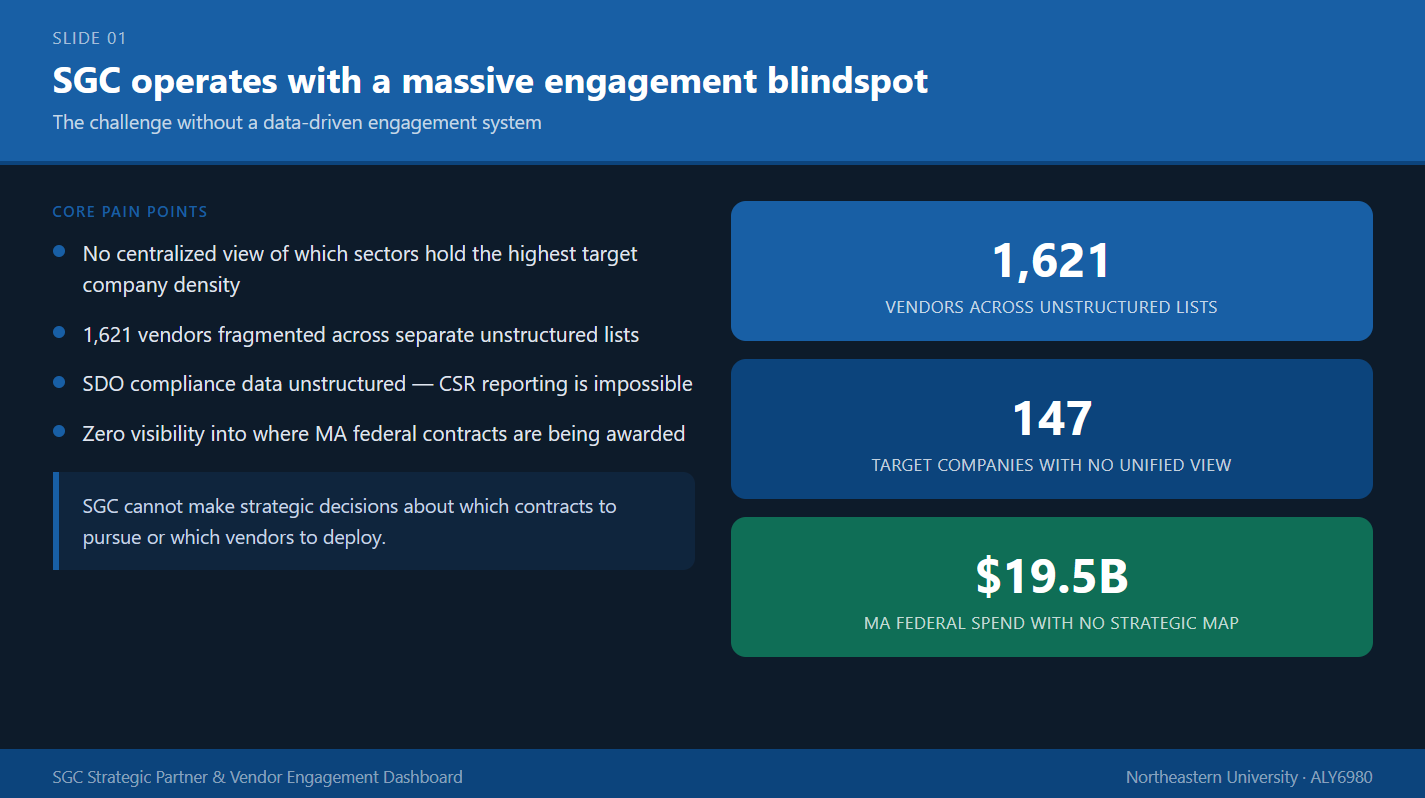 SLIDE 01
SGC operates with a massive engagement blindspot
The challenge without a data-driven engagement system
CORE PAIN POINTS
No centralized view of which sectors hold the highest target
company density
1,621 vendors fragmented across separate unstructured lists
SDO compliance data unstructured — CSR reporting is impossible
Zero visibility into where MA federal contracts are being awarded
SGC cannot make strategic decisions about which contracts to
pursue or which vendors to deploy.
1,621
VENDORS ACROSS UNSTRUCTURED LISTS
147
TARGET COMPANIES WITH NO UNIFIED VIEW
$19.5B
MA FEDERAL SPEND WITH NO STRATEGIC MAP
SGC Strategic Partner & Vendor Engagement Dashboard
Northeastern University · ALY6980